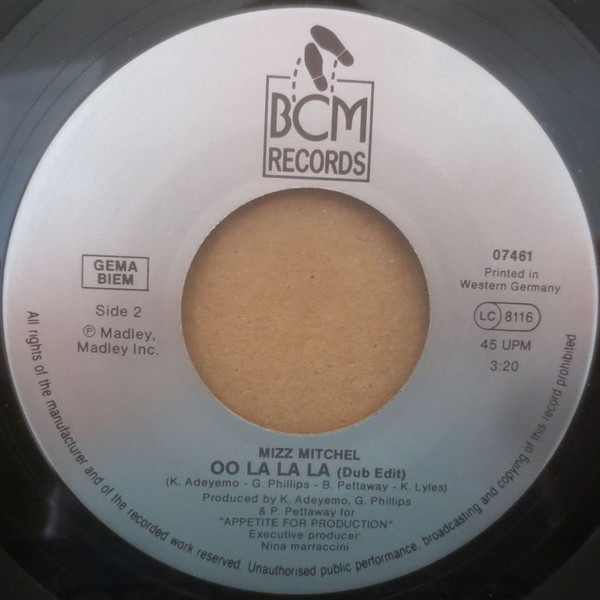 BCM
RECORDS
GEMA
BIEM
Side 2
℗ Madley,
Madley Inc.
07461
Printed in
Western Germany
LC 8116
45 UPM
3:20
MIZZ MITCHEL
OO LA LA LA (Dub Edit)
(K. Adeyemo - G. Phillips - B. Pettaway - K. Lyles)
Produced by K. Adeyemo, G. Phillips
& P. Pettaway for
"APPETITE FOR PRODUCTION"
Executive producer:
Nina marraccini
All rights of the manufacturer and of the recorded work reserved. Unauthorised public performance, broadcasting and copying of this record prohibited